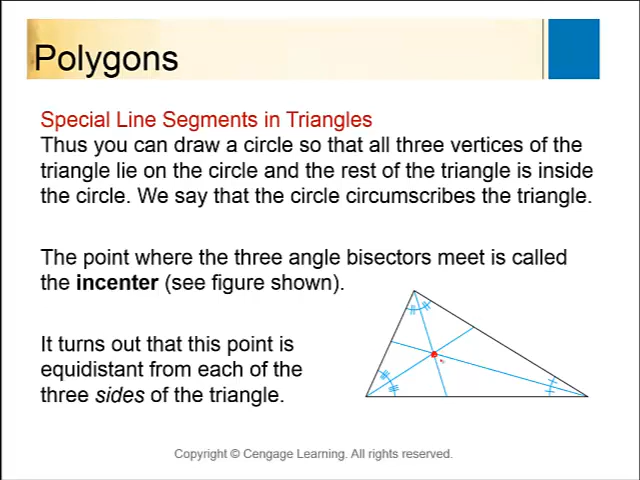 Polygons
Special Line Segments in Triangles
Thus you can draw a circle so that all three vertices of the
triangle lie on the circle and the rest of the triangle is inside
the circle. We say that the circle circumscribes the triangle.
The point where the three angle bisectors meet is called
the incenter (see figure shown).
It turns out that this point is
equidistant from each of the
three sides of the triangle.
Copyright © Cengage Learning. All rights reserved.